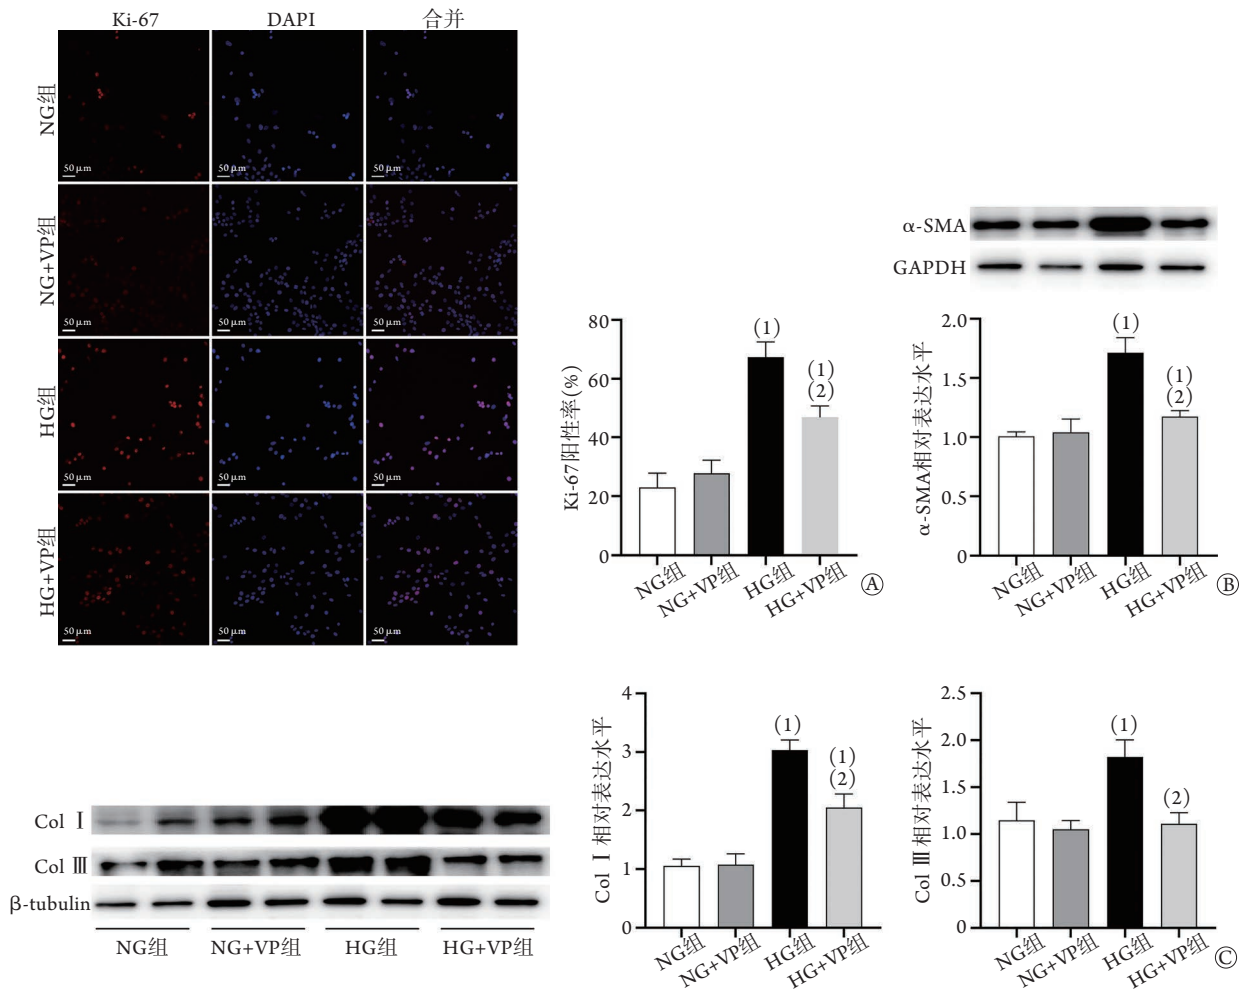 Ki-67 DAPI 合并
NG组
50 μm 50 μm 50 μm
NG+VP组
50 μm 50 μm 50 μm
HG组
50 μm 50 μm 50 μm
HG+VP组
50 μm 50 μm 50 μm
Ki-67阳性率(%)
80
60
40
20
0
(1)
(1)
(2)
NG组 NG+VP组 HG组 HG+VP组
Ⓐ
α-SMA
GAPDH
α-SMA相对表达水平
2.0
1.5
1.0
0.5
0
(1)
(1)
(2)
NG组 NG+VP组 HG组 HG+VP组
Ⓑ
Col Ⅰ
Col Ⅲ
β-tubulin
NG组 NG+VP组 HG组 HG+VP组
Col Ⅰ相对表达水平
4
3
2
1
0
(1)
(1)
(2)
NG组 NG+VP组 HG组 HG+VP组
Col Ⅲ相对表达水平
2.5
2.0
1.5
1.0
0.5
0
(1)
(2)
NG组 NG+VP组 HG组 HG+VP组
Ⓒ